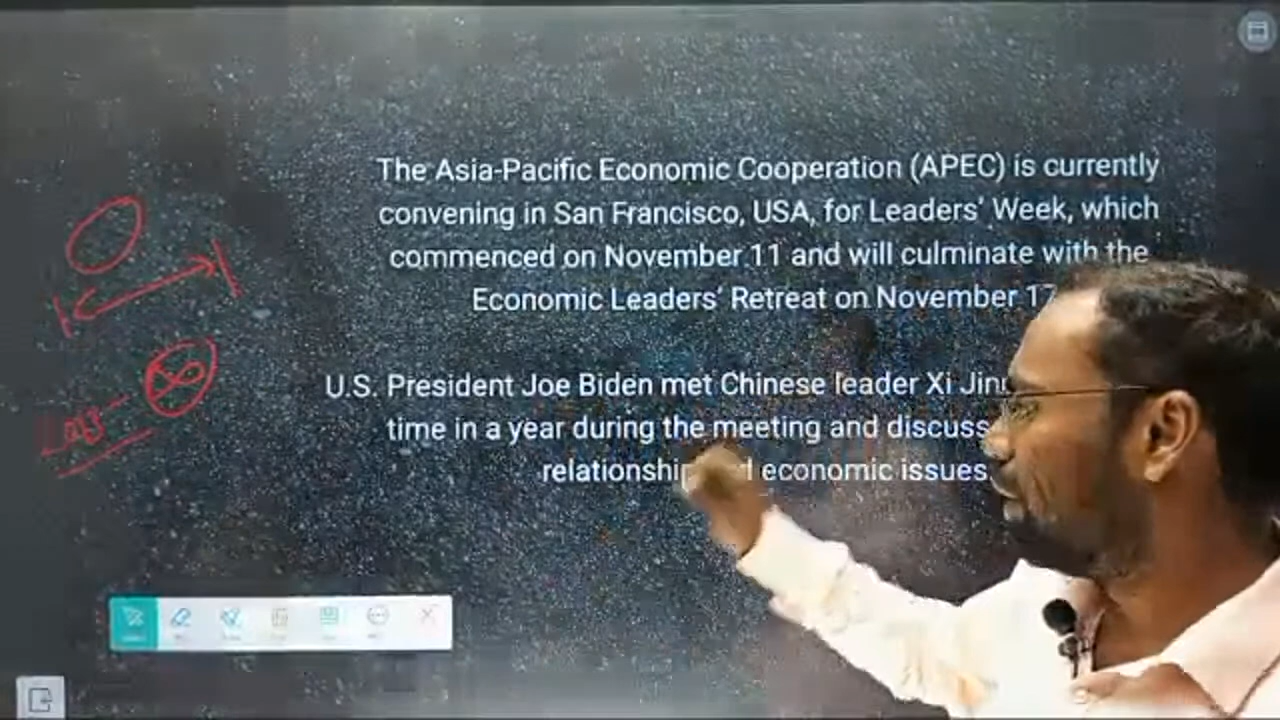 The Asia-Pacific Economic Cooperation (APEC) is currently
convening in San Francisco, USA, for Leaders' Week, which
commenced on November 11 and will culminate with the
Economic Leaders' Retreat on November 17
U.S. President Joe Biden met Chinese leader Xi
time in a year during the meeting and
economic issues.